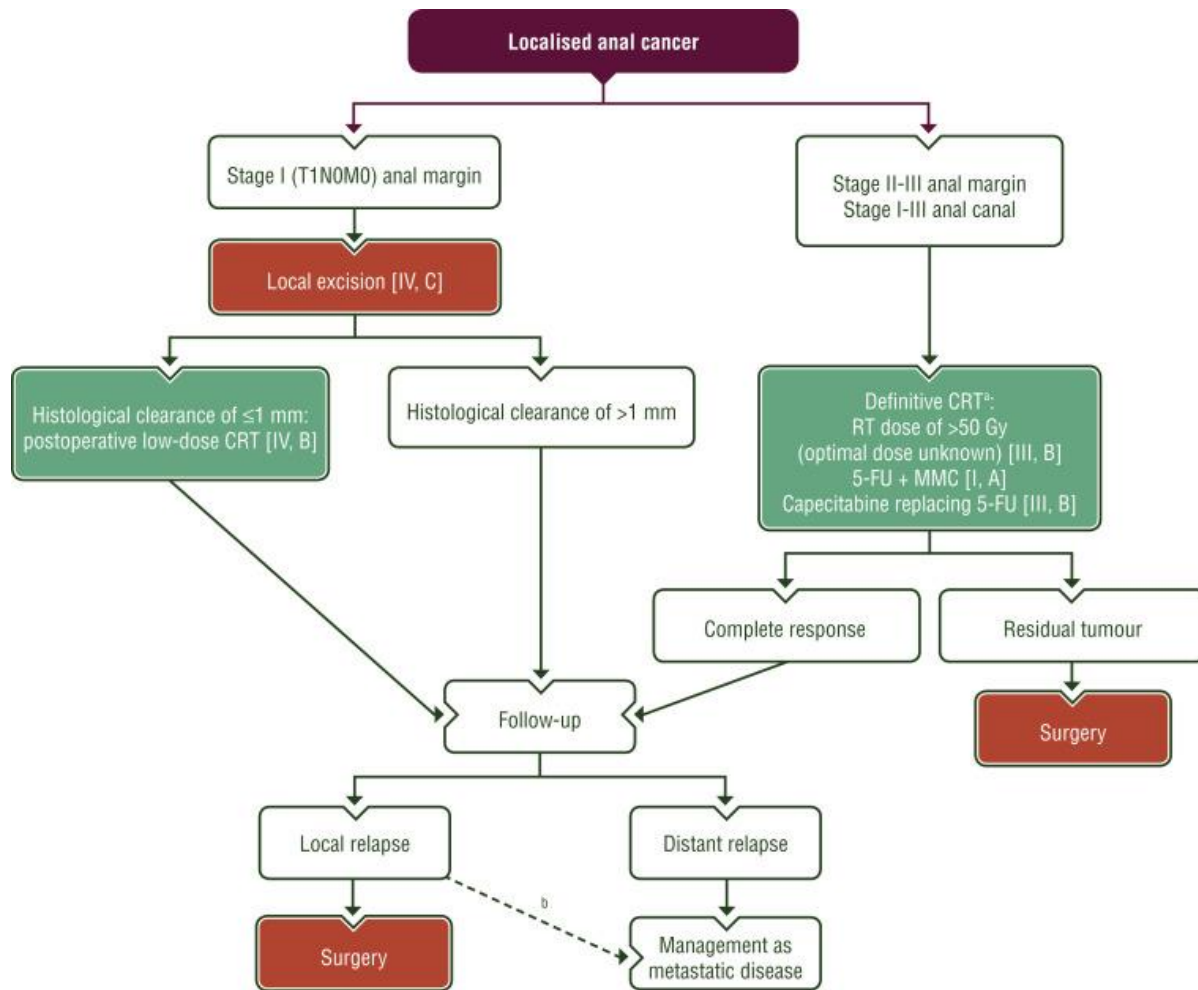 Localised anal cancer
Stage I (T1N0M0) anal margin
Stage II-III anal margin
Stage I-III anal canal
Local excision [IV, C]
Histological clearance of ≤1 mm:
postoperative low-dose CRT [IV, B]
Histological clearance of >1 mm
Definitive CRTᵃ:
RT dose of >50 Gy
(optimal dose unknown) [III, B]
5-FU + MMC [I, A]
Capecitabine replacing 5-FU [III, B]
Complete response
Residual tumour
Follow-up
Surgery
Local relapse
Distant relapse
b
Surgery
Management as
metastatic disease